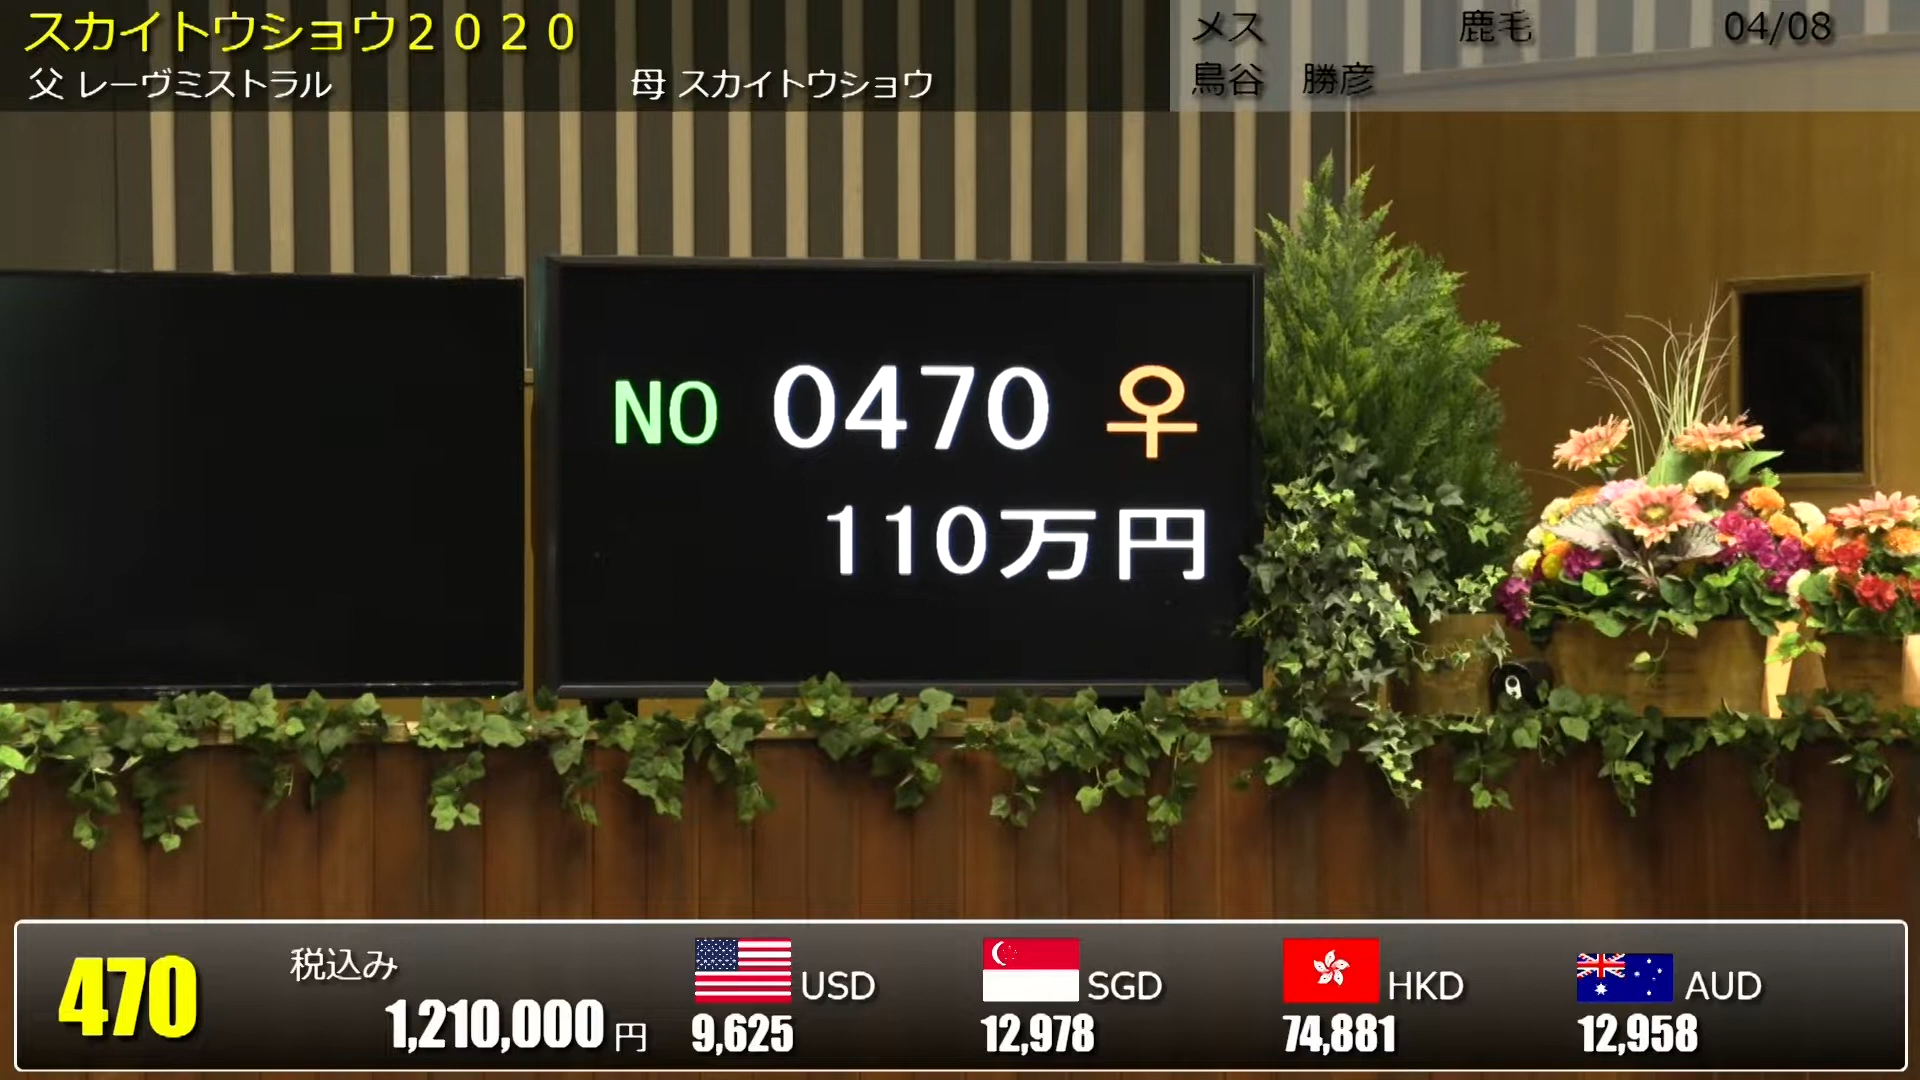 スカイトウショウ２０２０
父 レーヴミストラル
母 スカイトウショウ
メス 鹿毛 04/08
鳥谷　勝彦
NO 0470 ♀
110万円
470
税込み
1,210,000 円
USD
9,625
SGD
12,978
HKD
74,881
AUD
12,958